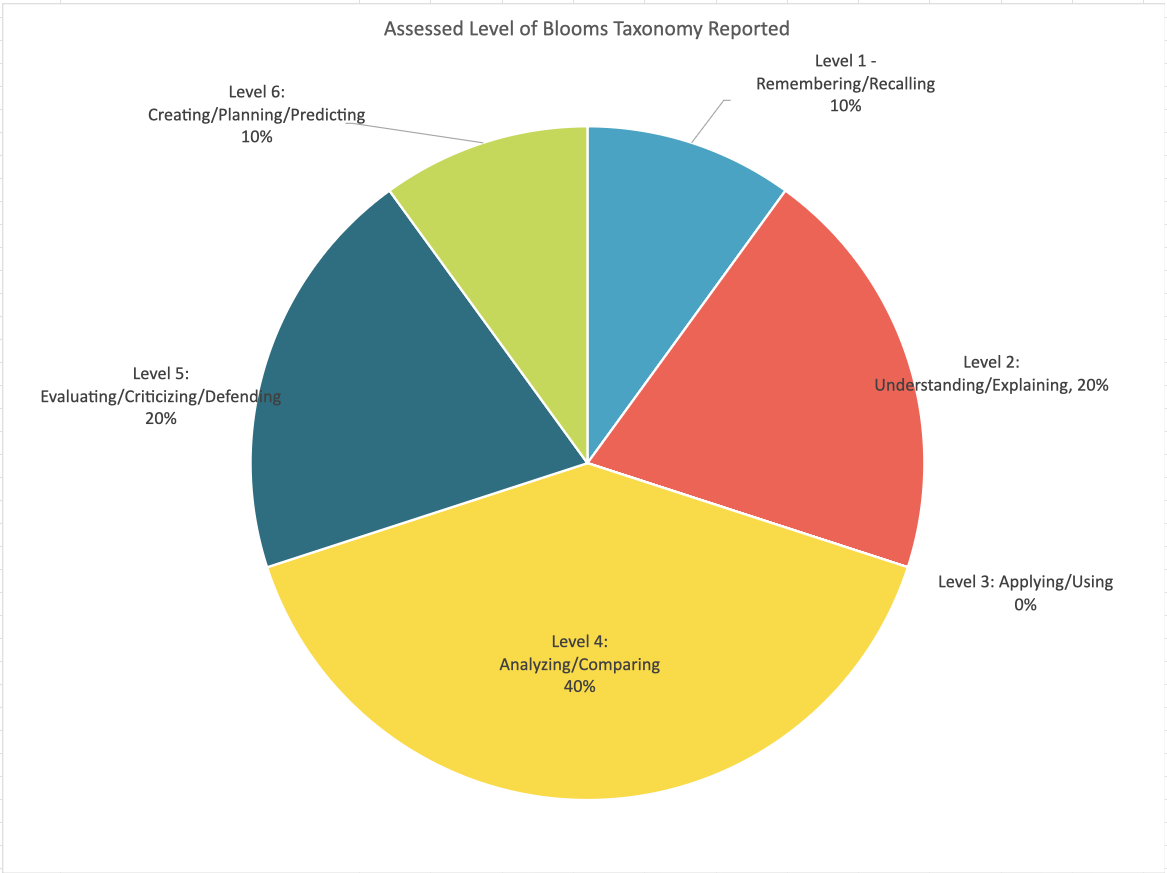 Assessed Level of Blooms Taxonomy Reported
Level 1 -
Remembering/Recalling
10%
Level 6:
Creating/Planning/Predicting
10%
Level 2:
Understanding/Explaining, 20%
Level 5:
Evaluating/Criticizing/Defending
20%
Level 3: Applying/Using
0%
Level 4:
Analyzing/Comparing
40%